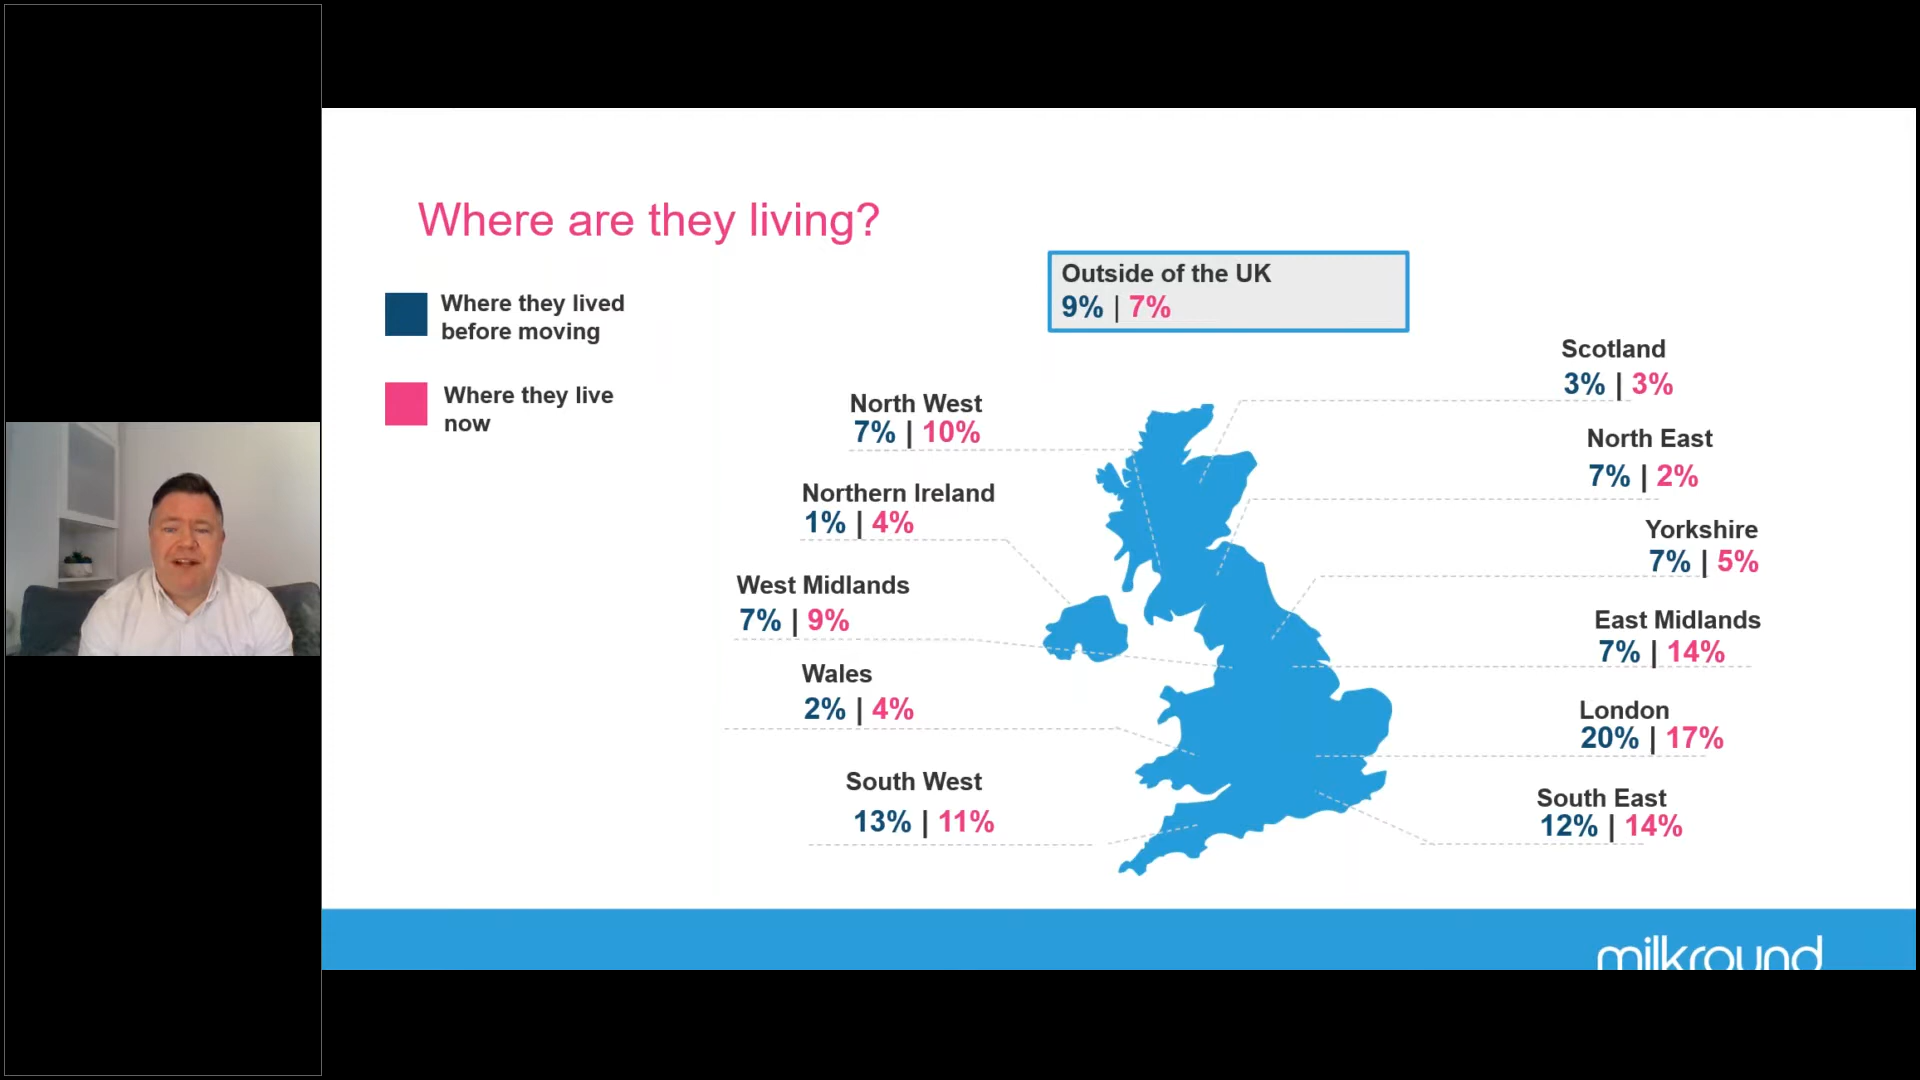 Where are they living?
Where they lived
before moving
Where they live
now
Outside of the UK
9% | 7%
North West
7% | 10%
Northern Ireland
1% | 4%
West Midlands
7% | 9%
Wales
2% | 4%
South West
13% | 11%
Scotland
3% | 3%
North East
7% | 2%
Yorkshire
7% | 5%
East Midlands
7% | 14%
London
20% | 17%
South East
12% | 14%
milkround